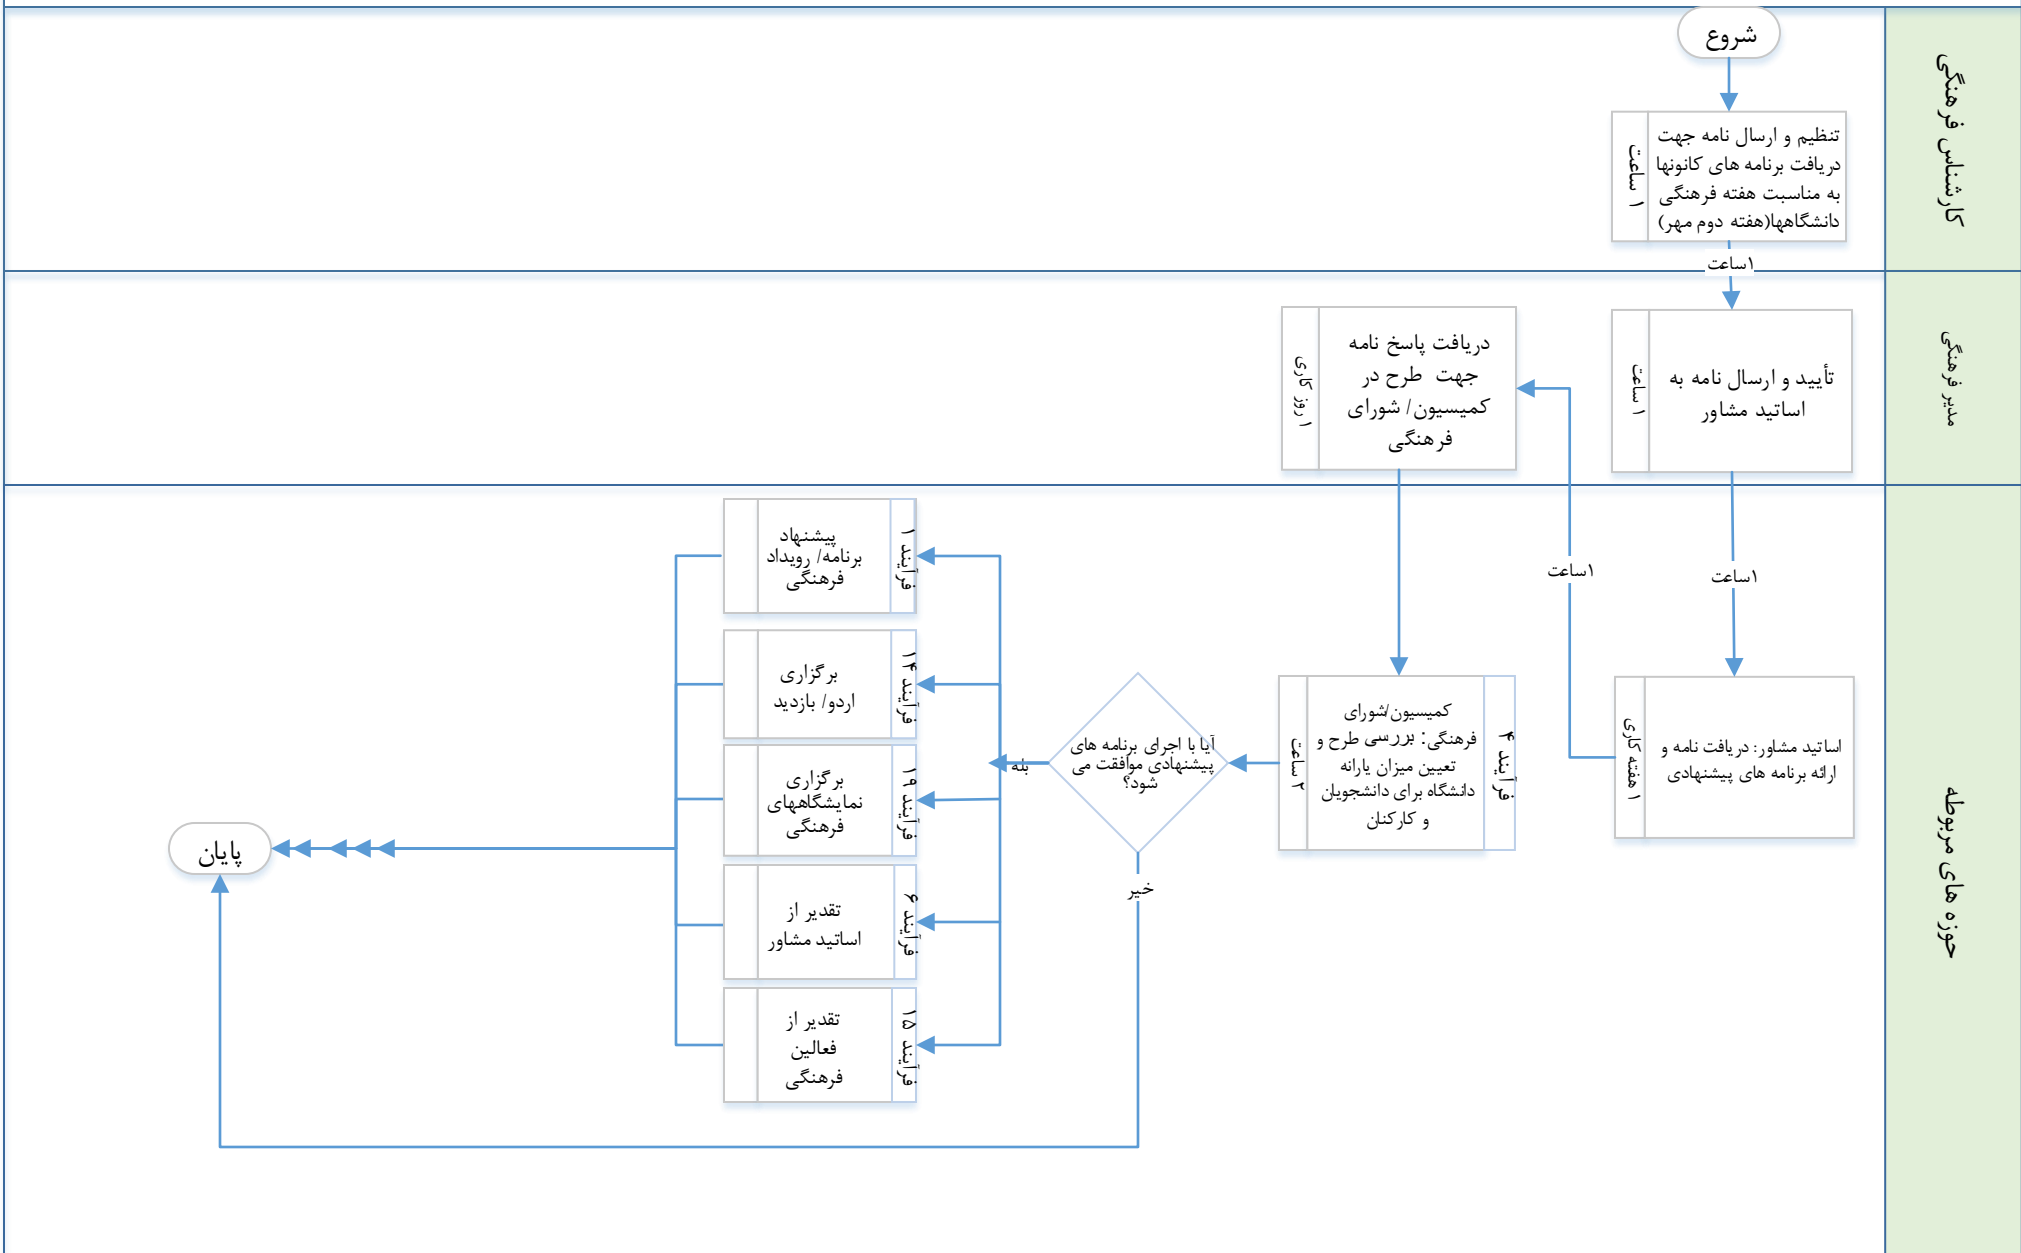 کارشناس فرهنگی
شروع
تنظیم و ارسال نامه جهت
دریافت برنامه های کانونها
به مناسبت هفته فرهنگی
دانشگاهها(هفته دوم مهر)
۱ ساعت
۱ساعت
مدیر فرهنگی
تأیید و ارسال نامه به
اساتید مشاور
۱ ساعت
دریافت پاسخ نامه
جهت طرح در
کمیسیون/ شورای
فرهنگی
۱ روز کاری
حوزه های مربوطه
۱ساعت
۱ساعت
اساتید مشاور: دریافت نامه و
ارائه برنامه های پیشنهادی
۱ هفته کاری
فرآیند ۴
کمیسیون/شورای
فرهنگی: بررسی طرح و
تعیین میزان یارانه
دانشگاه برای دانشجویان
و کارکنان
۲ ساعت
آیا با اجرای برنامه های
پیشنهادی موافقت می
شود؟
بله
خیر
فرآیند ۱
پیشنهاد
برنامه/ رویداد
فرهنگی
فرآیند ۱۴
برگزاری
اردو/ بازدید
فرآیند ۱۹
برگزاری
نمایشگاههای
فرهنگی
فرآیند ۶
تقدیر از
اساتید مشاور
فرآیند ۱۵
تقدیر از
فعالین
فرهنگی
پایان